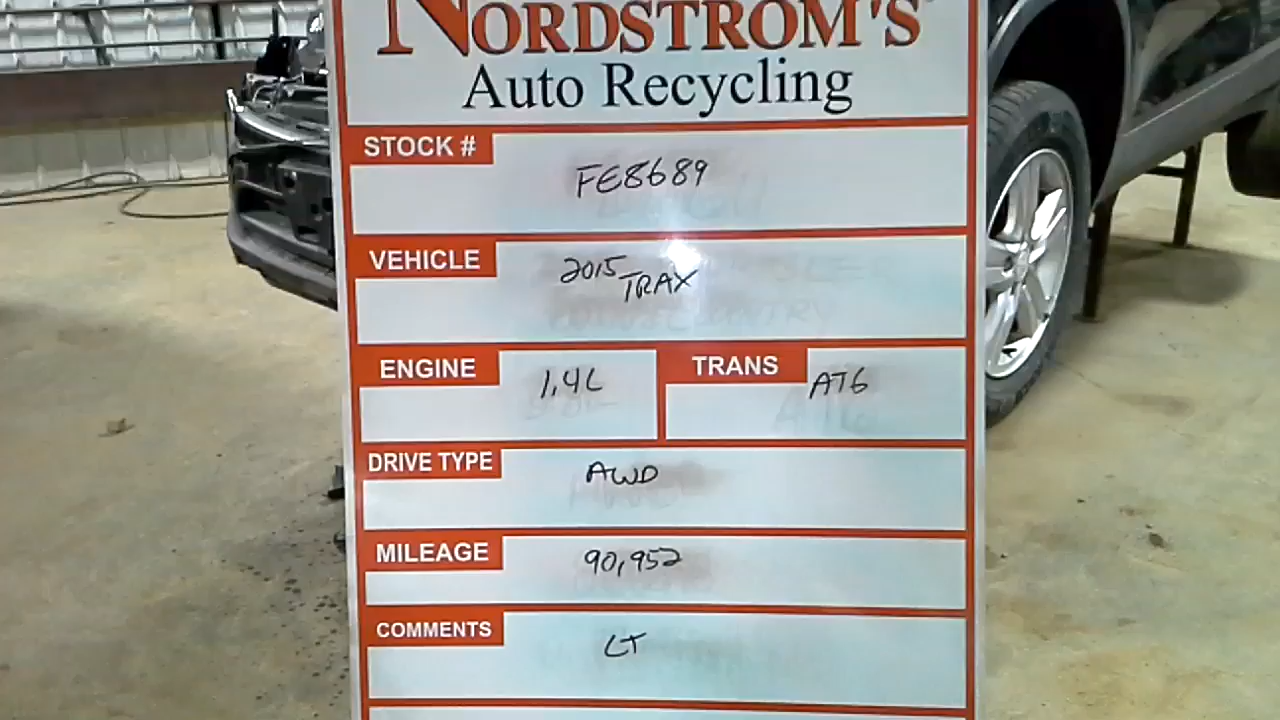 NORDSTROM'S
Auto Recycling
STOCK # FE8689
VEHICLE 2015 TRAX
ENGINE 1.4L TRANS AT6
DRIVE TYPE AWD
MILEAGE 90,952
COMMENTS LT